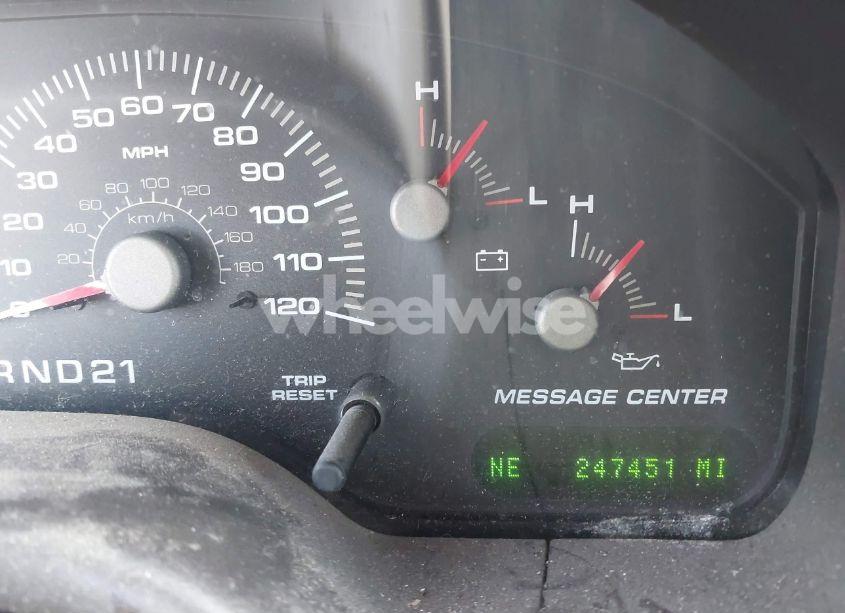 H
60
50 70
40 80
MPH
30 90
L
H
80 100 120
60 140
20 100
km/h
40 160
20 180
10 110
L
0 120
wheelwise
RND21
TRIP
RESET
MESSAGE CENTER
NE 247451 MI